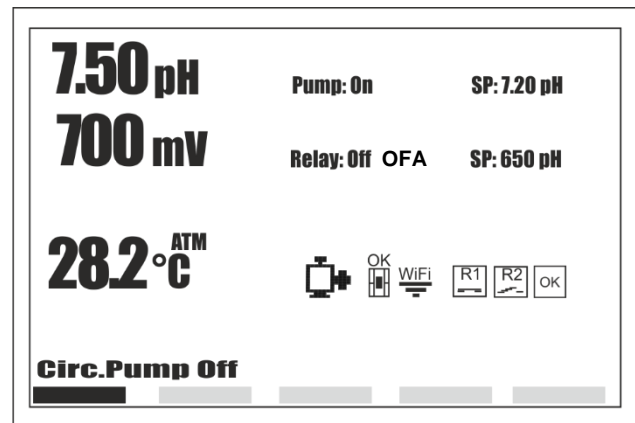 7.50 pH Pump: On SP: 7.20 pH
700 mV Relay: Off OFA SP: 650 pH
28.2 °C ATM
OK WiFi R1 R2 OK
Circ.Pump Off